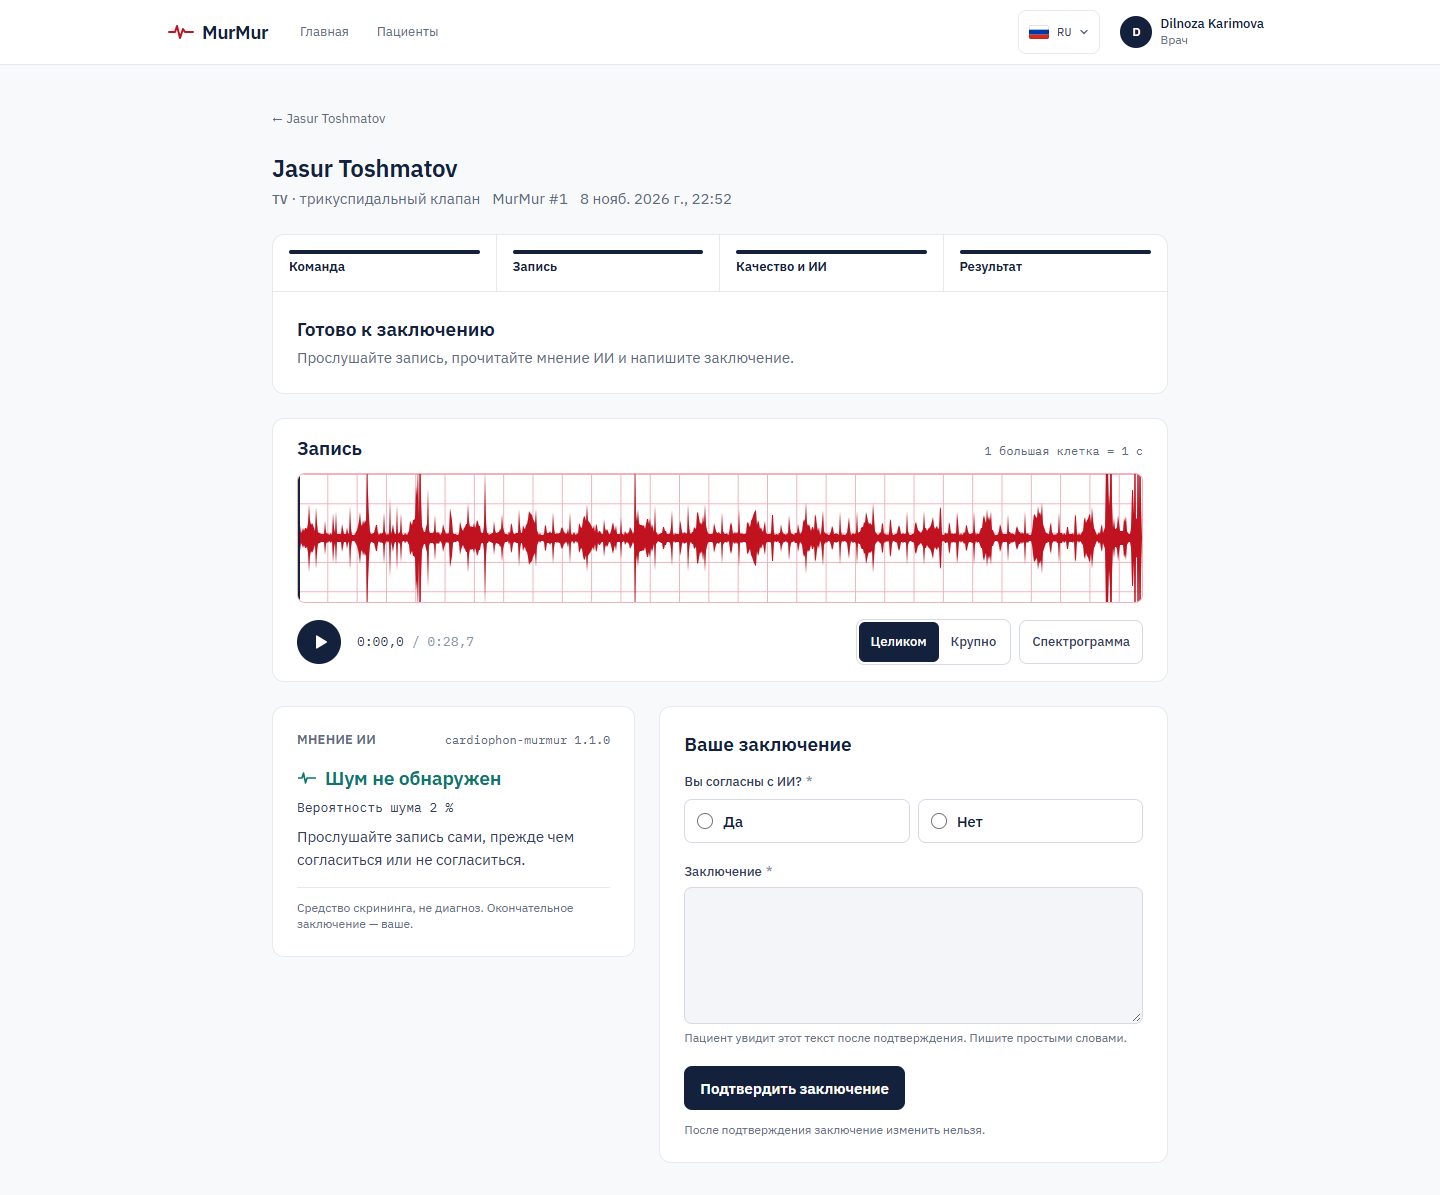 MurMur
Главная
Пациенты
RU
D
Dilnoza Karimova
Врач
← Jasur Toshmatov
Jasur Toshmatov
TV · трикуспидальный клапан MurMur #1 8 нояб. 2026 г., 22:52
Команда
Запись
Качество и ИИ
Результат
Готово к заключению
Прослушайте запись, прочитайте мнение ИИ и напишите заключение.
Запись
1 большая клетка = 1 с
0:00,0 / 0:28,7
Целиком
Крупно
Спектрограмма
МНЕНИЕ ИИ
cardiophon-murmur 1.1.0
Шум не обнаружен
Вероятность шума 2 %
Прослушайте запись сами, прежде чем
согласиться или не согласиться.
Средство скрининга, не диагноз. Окончательное
заключение — ваше.
Ваше заключение
Вы согласны с ИИ? *
Да
Нет
Заключение *
Пациент увидит этот текст после подтверждения. Пишите простыми словами.
Подтвердить заключение
После подтверждения заключение изменить нельзя.